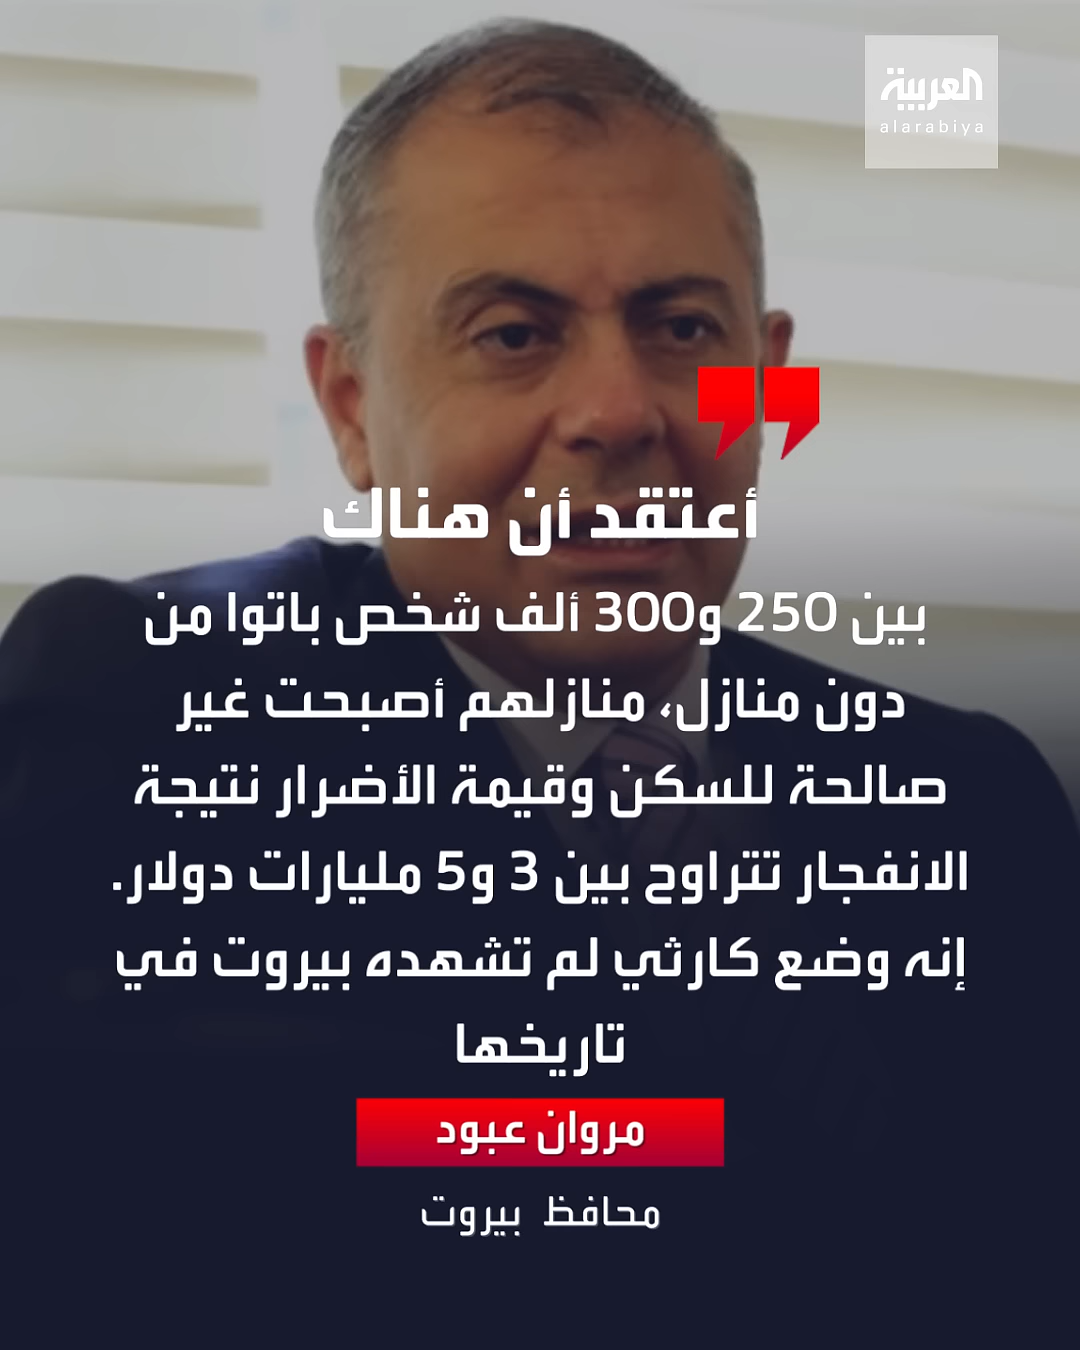 العربية
alarabiya
أعتقد أن هناك
بين 250 و300 ألف شخص باتوا من
دون منازل، منازلهم أصبحت غير
صالحة للسكن وقيمة الأضرار نتيجة
الانفجار تتراوح بين 3 و5 مليارات دولار.
إنه وضع كارثي لم تشهده بيروت في
تاريخها
مروان عبود
محافظ بيروت